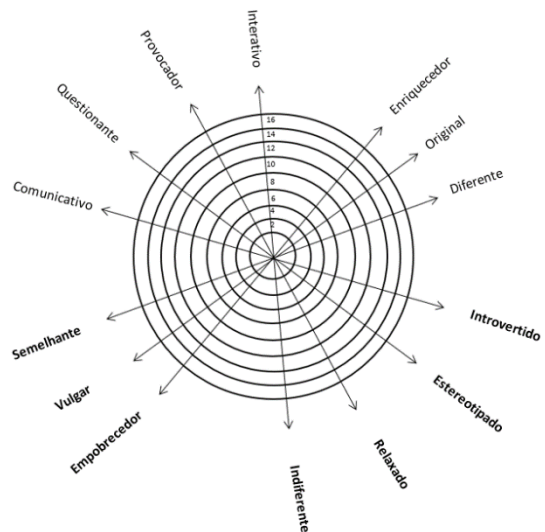 Interativo
Provocador
Enriquecedor
Questionante
Original
Diferente
Comunicativo
16
14
12
10
8
6
4
2
Introvertido
Semelhante
Estereotipado
Vulgar
Empobrecedor
Relaxado
Indiferente